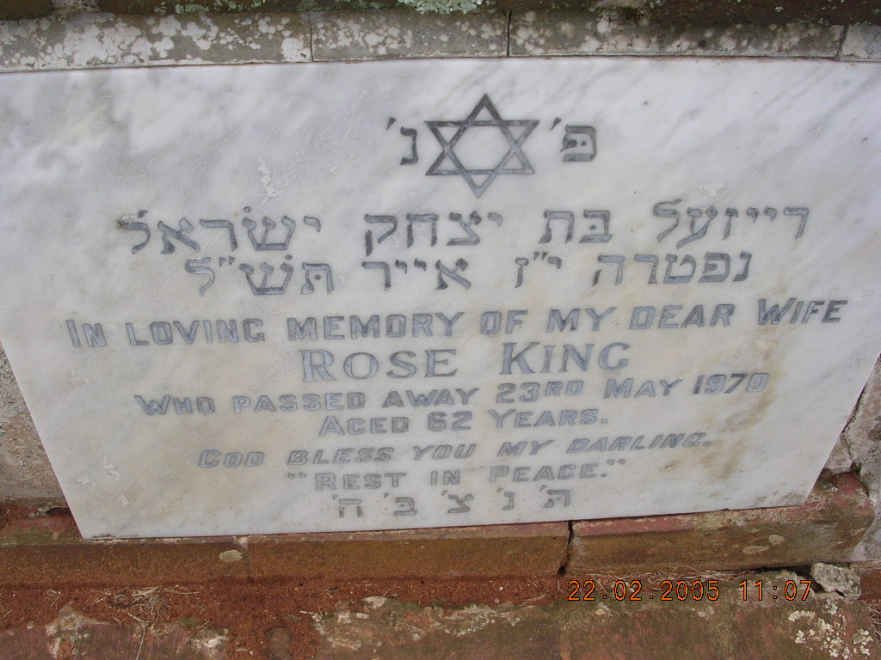 פ' נ'
רייזעל בת יצחק ישראל
נפטרה י"ז אייר תש"ל
IN LOVING MEMORY OF MY DEAR WIFE
ROSE KING
WHO PASSED AWAY 23RD MAY 1970
AGED 62 YEARS.
GOD BLESS YOU MY DARLING.
"REST IN PEACE."
ת' נ' צ' ב' ה'
22.02.2005 11:07